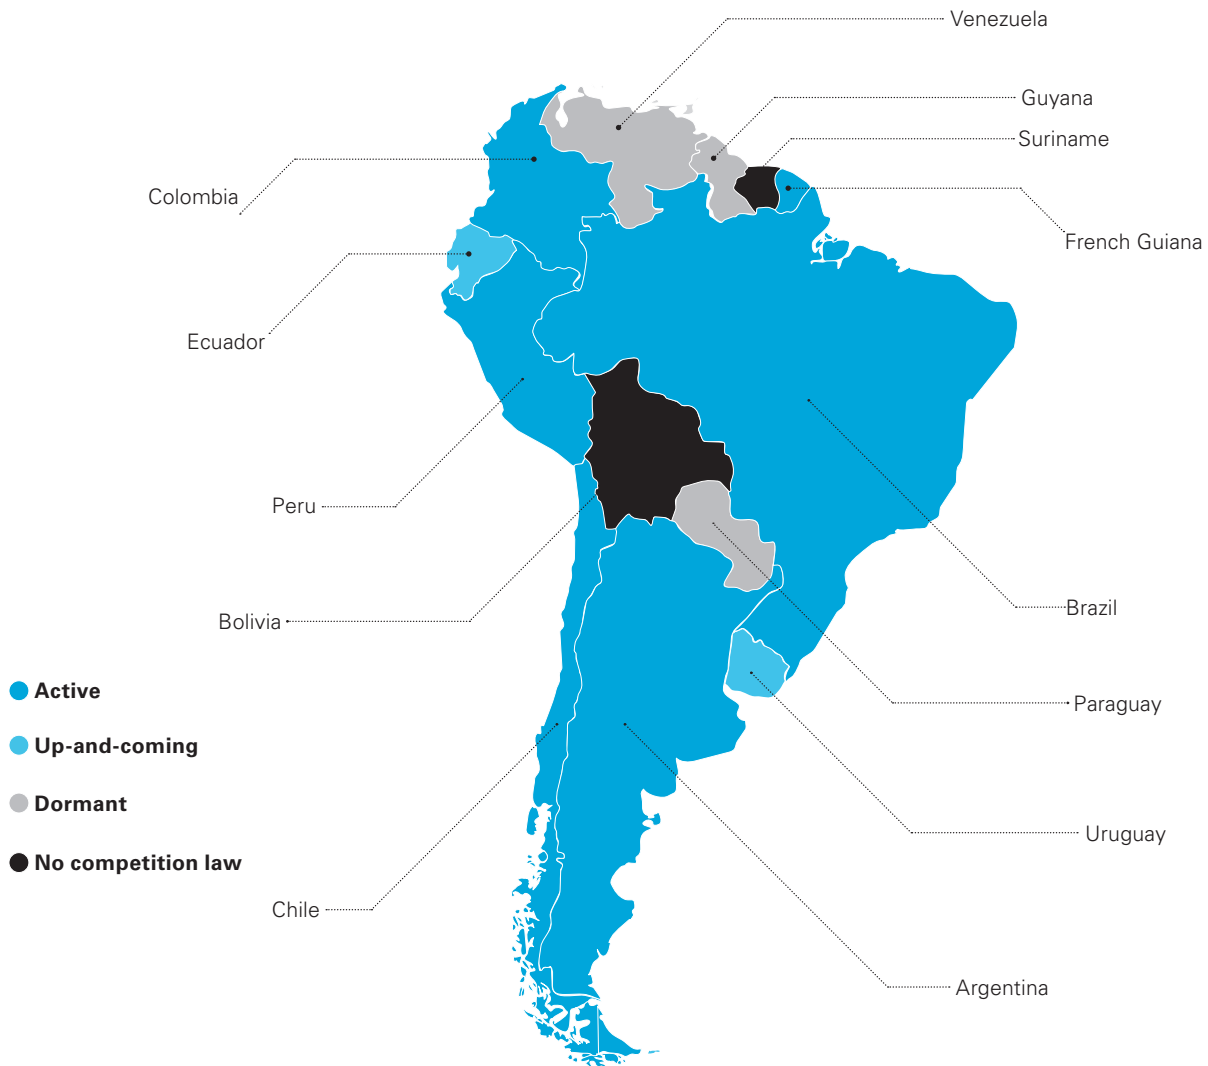 Venezuela
Guyana
Suriname
Colombia
French Guiana
Ecuador
Peru
Brazil
Bolivia
Active
Paraguay
Up-and-coming
Dormant
Uruguay
No competition law
Chile
Argentina